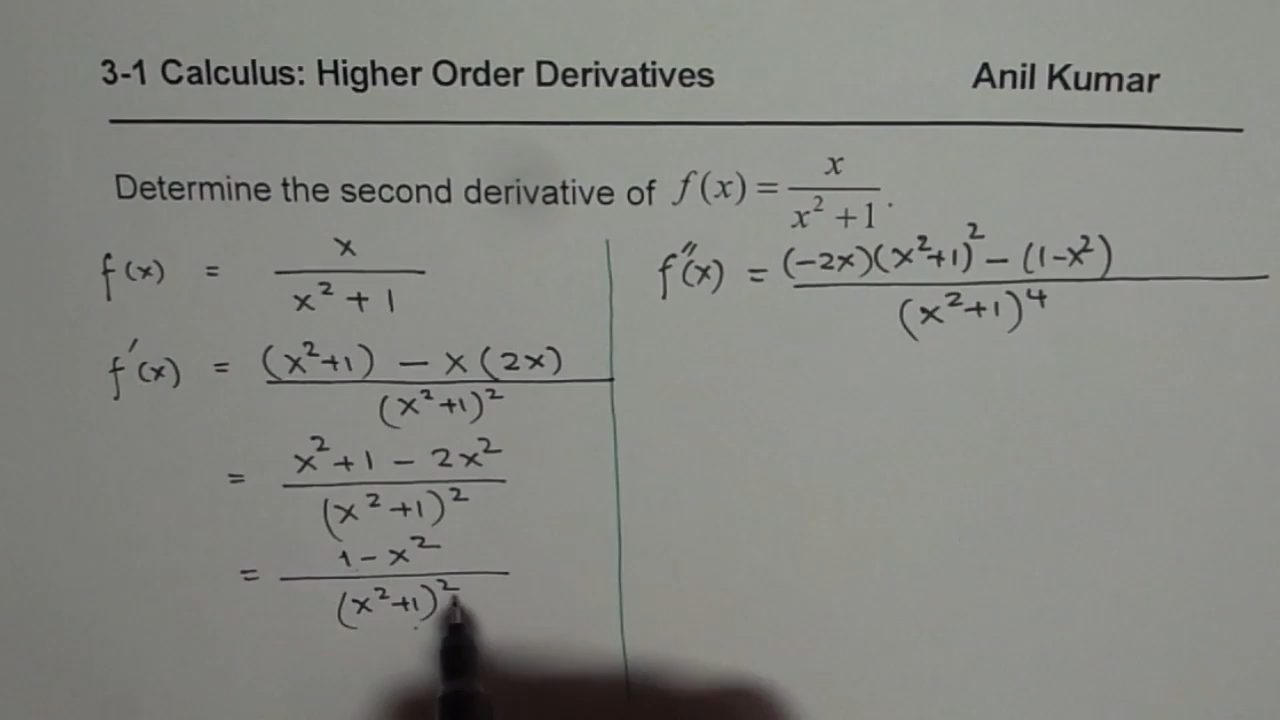 3-1 Calculus: Higher Order Derivatives Anil Kumar
Determine the second derivative of f(x) = x / (x² + 1).
f(x) = x / (x² + 1)
f′(x) = ((x²+1) − x(2x)) / (x²+1)²
= (x²+1 − 2x²) / (x²+1)²
= (1 − x²) / (x²+1)²
f″(x) = (−2x)(x²+1)² − (1−x²) / (x²+1)⁴